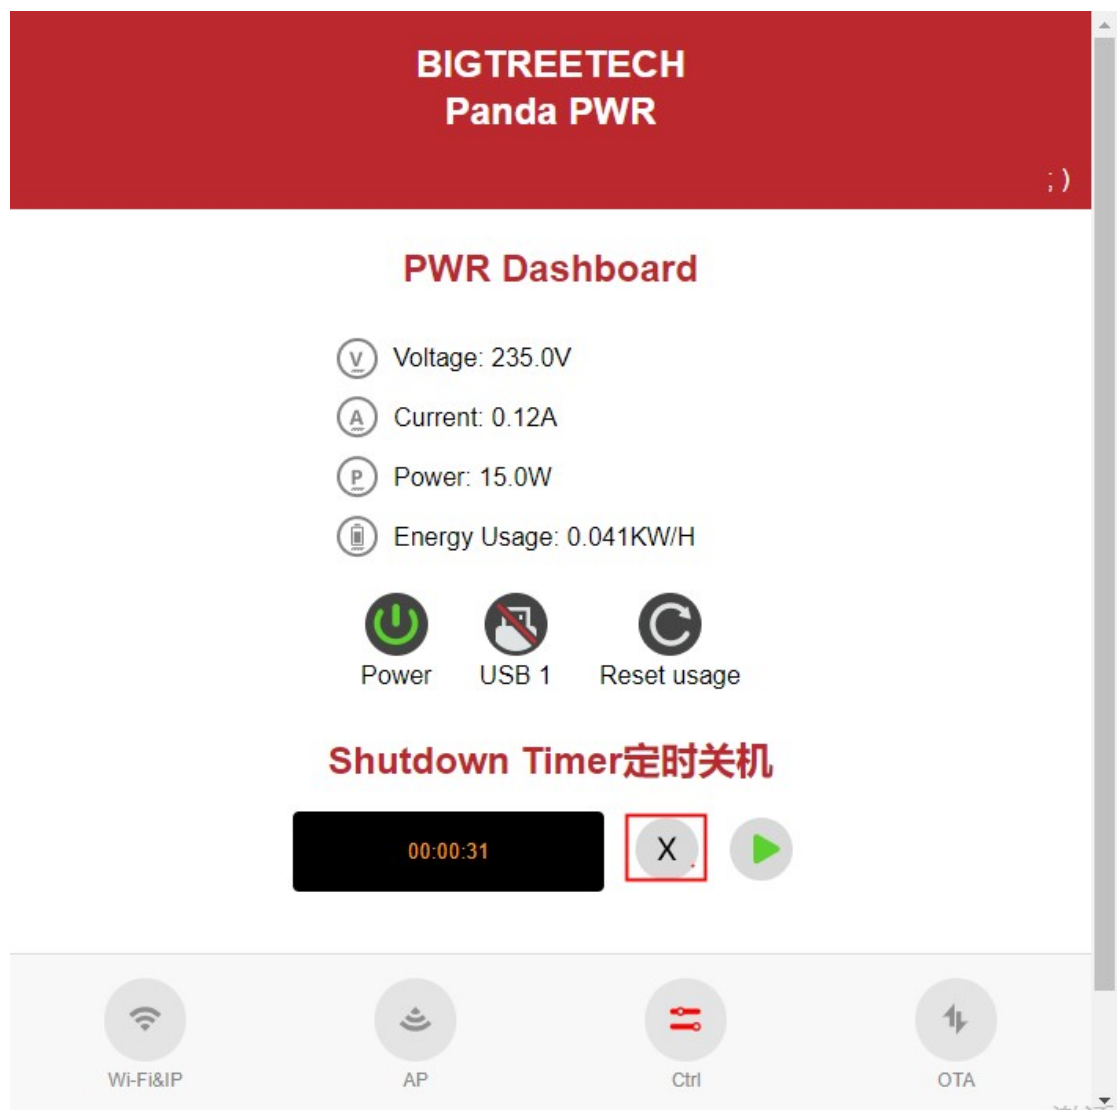 BIGTREETECH
Panda PWR
; )
PWR Dashboard
V Voltage: 235.0V
A Current: 0.12A
P Power: 15.0W
Energy Usage: 0.041KW/H
Power USB 1 Reset usage
Shutdown Timer定时关机
00:00:31 X
Wi-Fi&IP AP Ctrl OTA